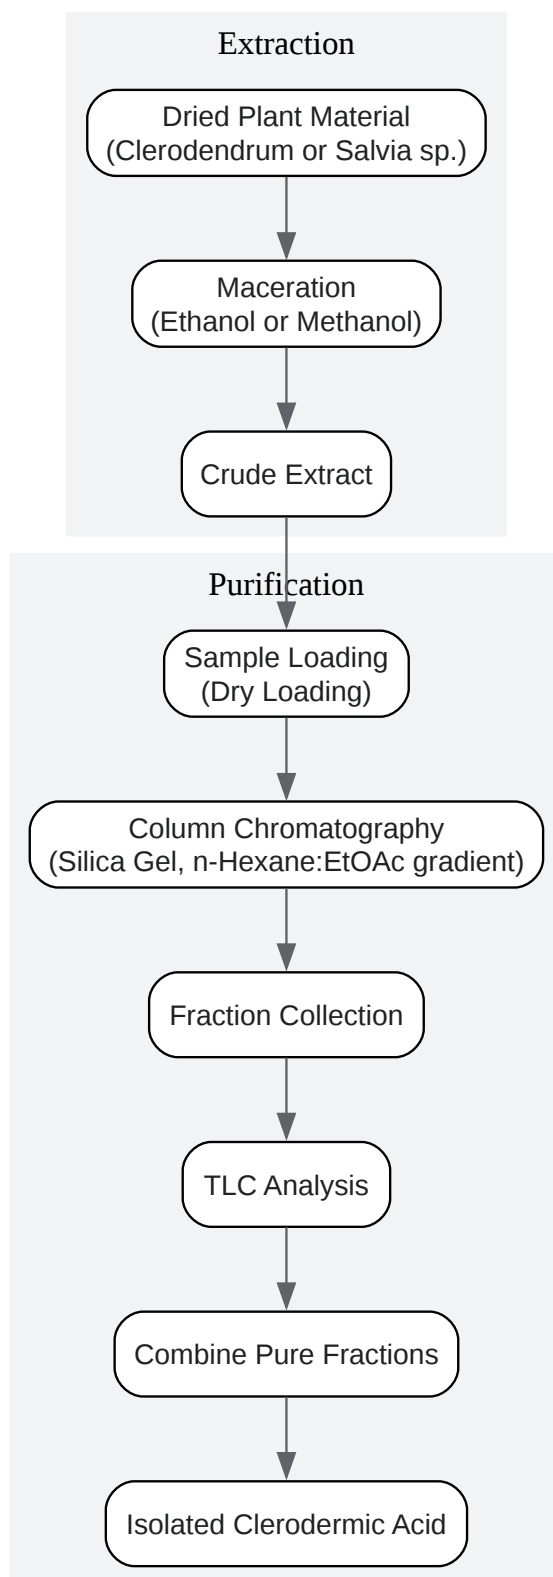 Extraction
Dried Plant Material
(Clerodendrum or Salvia sp.)
Maceration
(Ethanol or Methanol)
Crude Extract
Purification
Sample Loading
(Dry Loading)
Column Chromatography
(Silica Gel, n-Hexane:EtOAc gradient)
Fraction Collection
TLC Analysis
Combine Pure Fractions
Isolated Clerodermic Acid